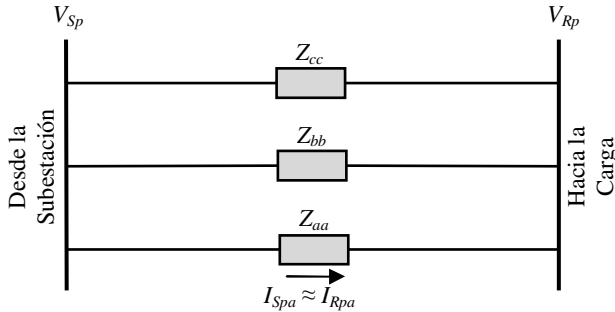 V_Sp
V_Rp
Z_cc
Z_bb
Z_aa
I_Spa ≈ I_Rpa
Desde la
Subestación
Hacia la
Carga